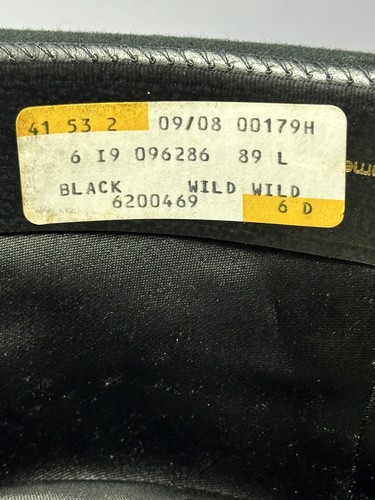 41 53 2 09/08 00179H
6 I9 096286 89 L
BLACK WILD WILD
6200469 6 D